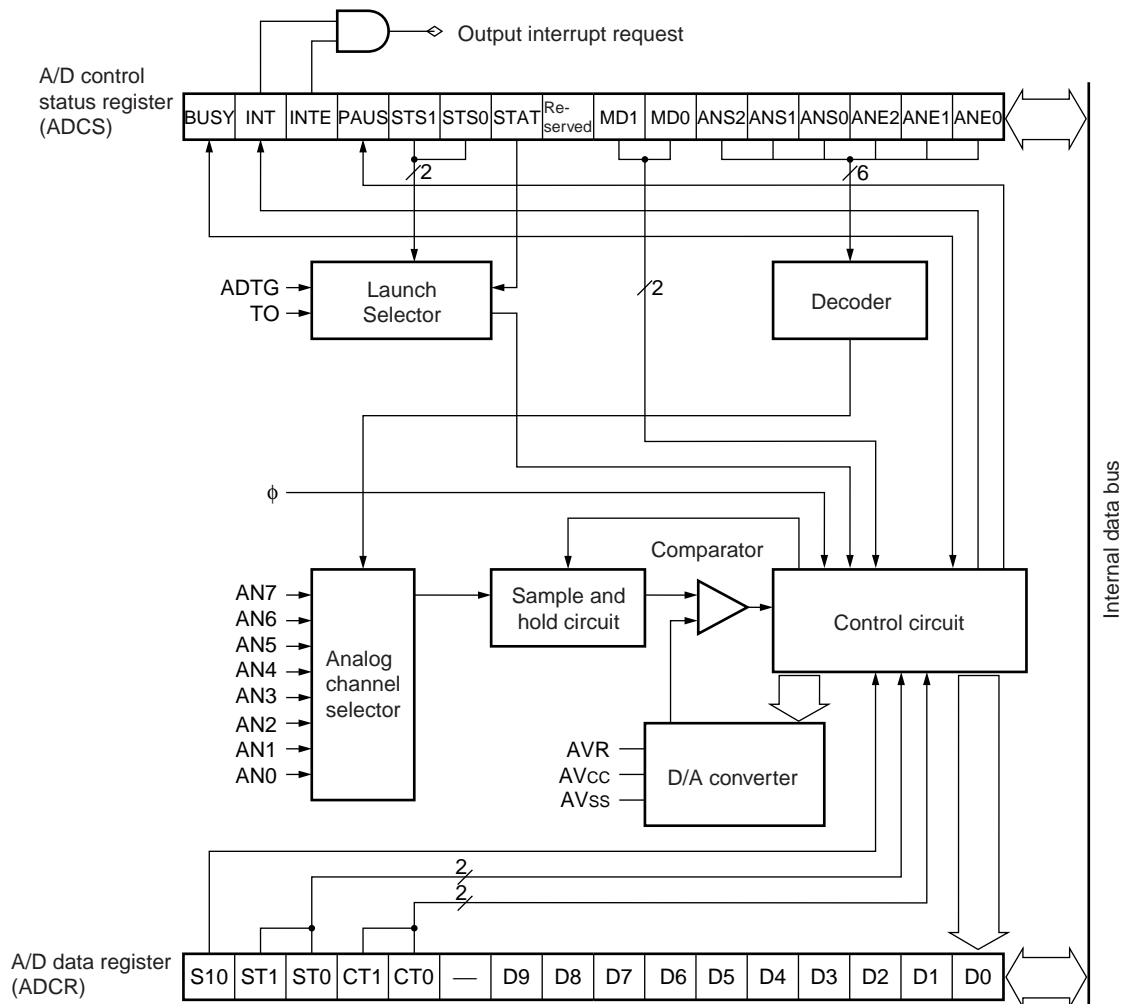 Output interrupt request
A/D control
status register
(ADCS)
BUSY INT INTE PAUS STS1 STS0 STAT Re-
served MD1 MD0 ANS2 ANS1 ANS0 ANE2 ANE1 ANE0
2
6
ADTG
TO
Launch
Selector
2
Decoder
Internal data bus
ϕ
Comparator
AN7
AN6
AN5
AN4
AN3
AN2
AN1
AN0
Analog
channel
selector
Sample and
hold circuit
Control circuit
AVR
AVcc
AVss
D/A converter
2
2
A/D data register
(ADCR)
S10 ST1 ST0 CT1 CT0 — D9 D8 D7 D6 D5 D4 D3 D2 D1 D0